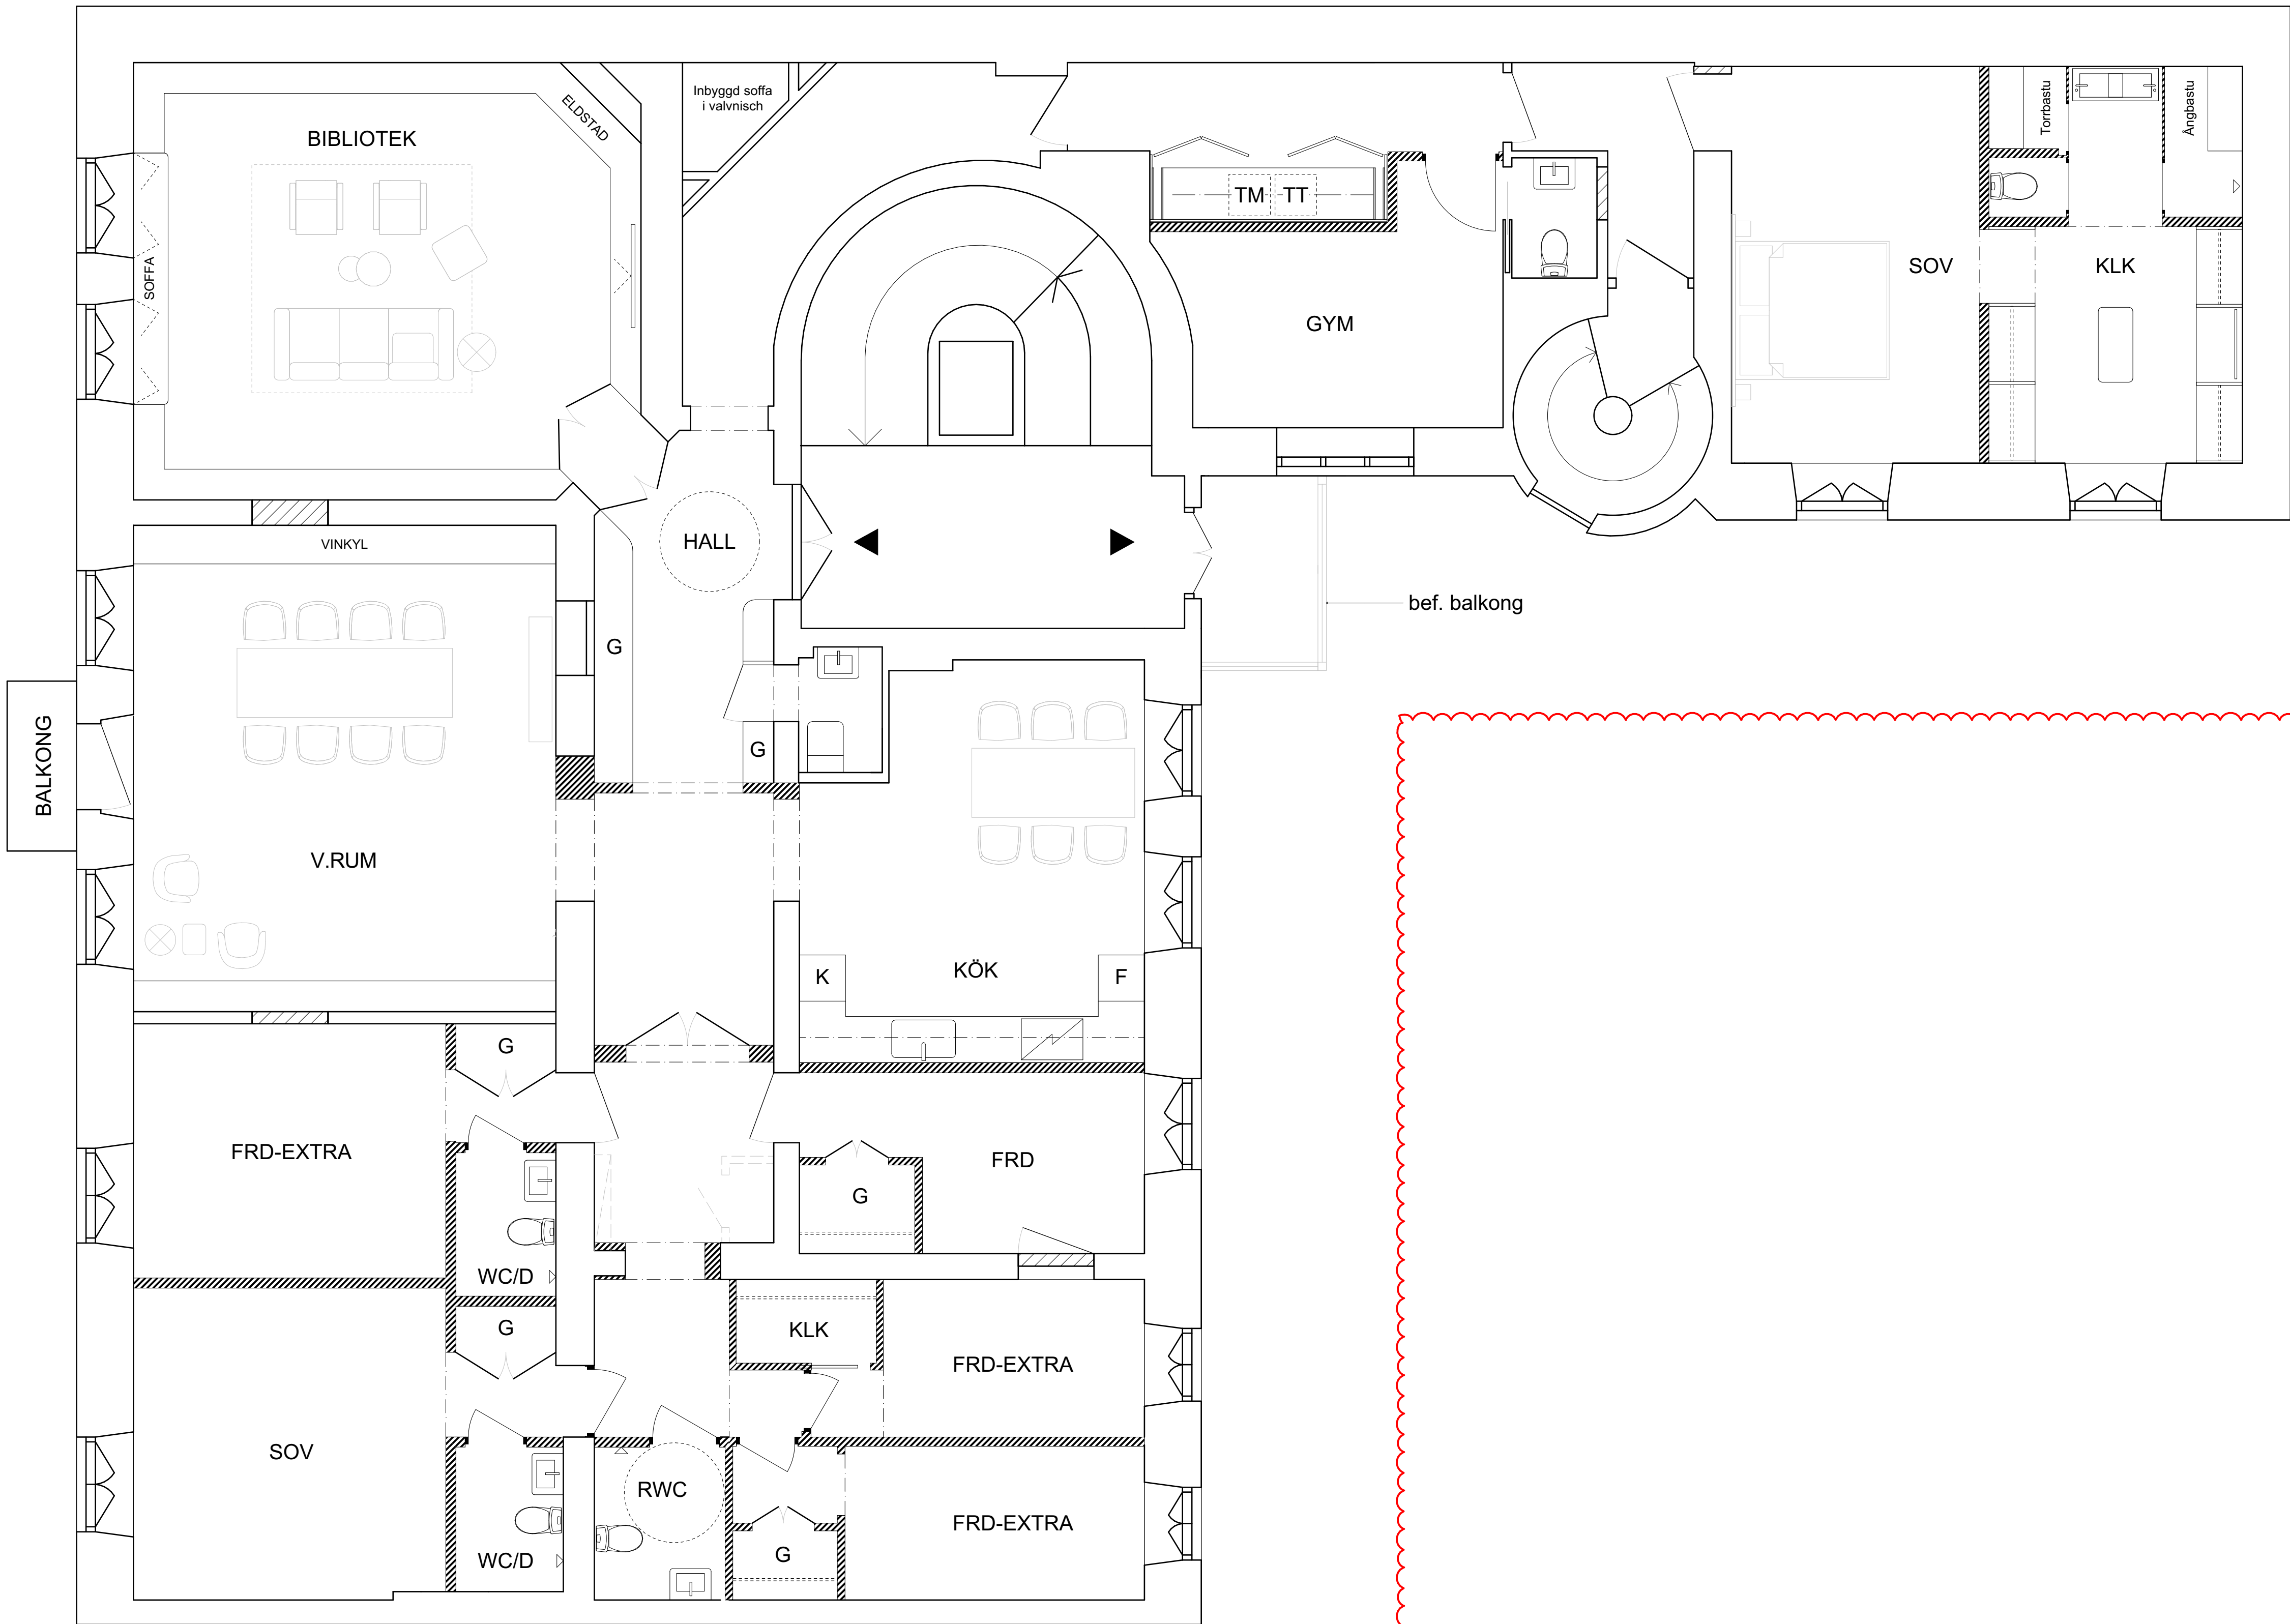 Inbyggd soffa
i valvnisch
ELDSTAD
BIBLIOTEK
SOFFA
TM
TT
Torrbastu
Ångbastu
SOV
KLK
GYM
VINKYL
HALL
bef. balkong
G
G
BALKONG
V.RUM
K
KÖK
F
G
FRD-EXTRA
FRD
G
WC/D
G
KLK
FRD-EXTRA
SOV
RWC
FRD-EXTRA
G
WC/D